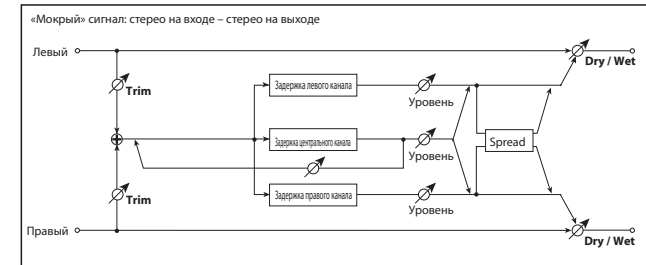 «Мокрый» сигнал: стерео на входе – стерео на выходе
Левый
Dry / Wet
Trim
Задержка левого канала
Уровень
Задержка центрального канала
Уровень
Spread
Trim
Задержка правого канала
Уровень
Правый
Dry / Wet